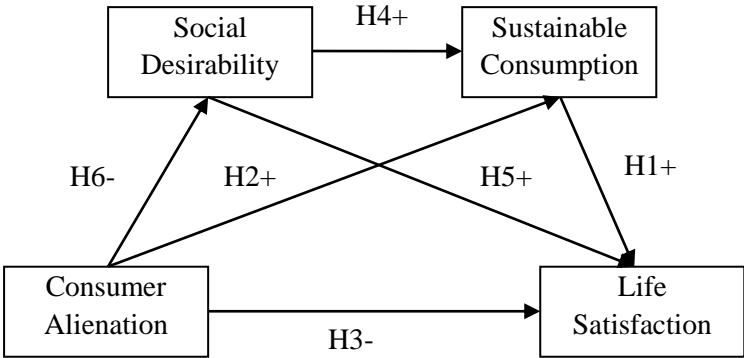 H4+
Social
Desirability
Sustainable
Consumption
H6-
H2+
H5+
H1+
Consumer
Alienation
Life
Satisfaction
H3-